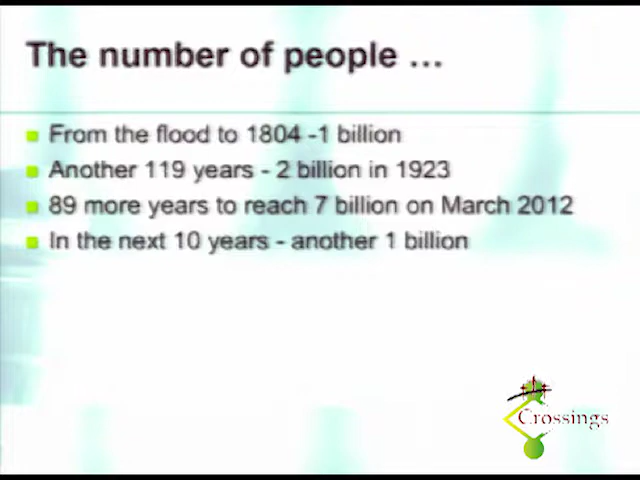 The number of people ...
From the flood to 1804 -1 billion
Another 119 years - 2 billion in 1923
89 more years to reach 7 billion on March 2012
In the next 10 years - another 1 billion
Crossings